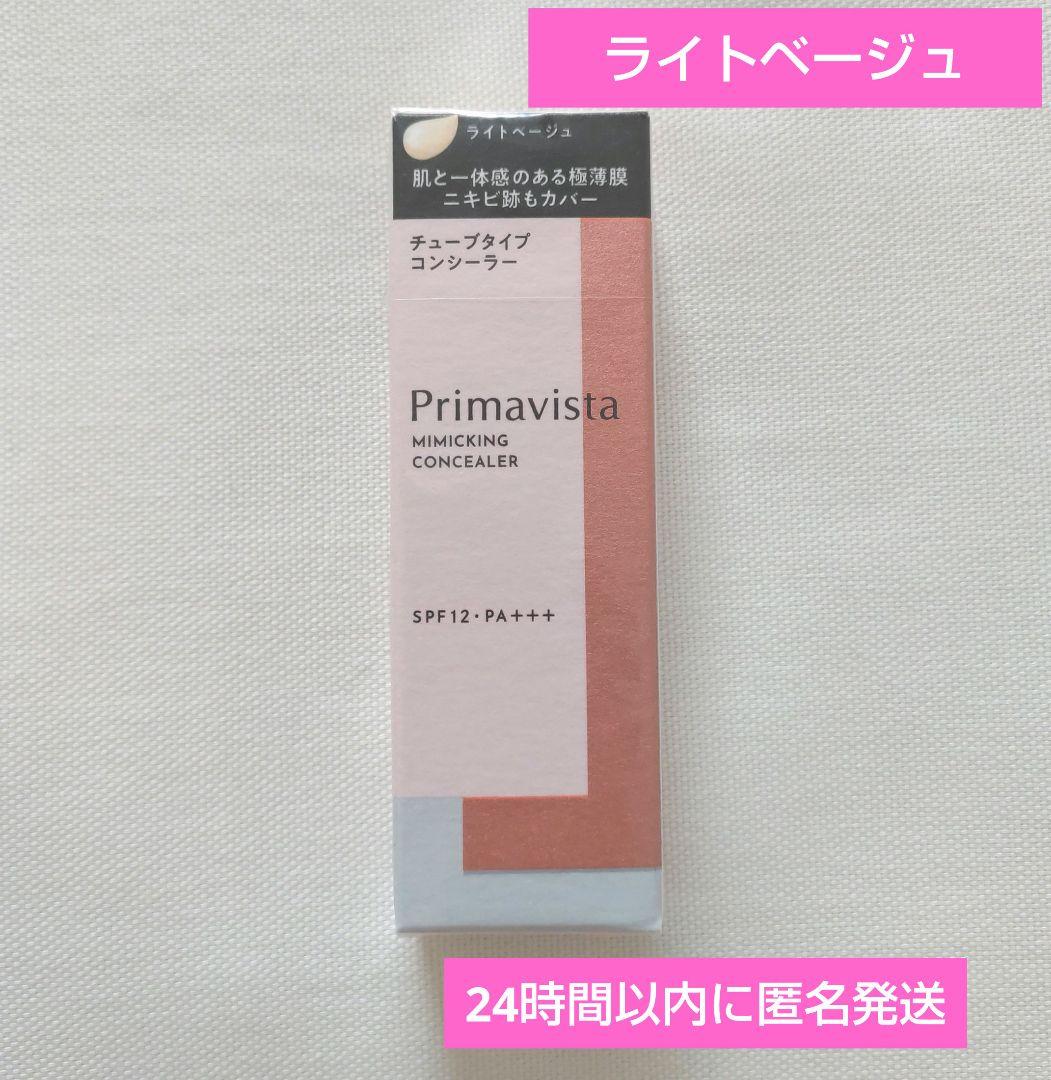 ライトベージュ
ライトベージュ
肌と一体感のある極薄膜
ニキビ跡もカバー
チューブタイプ
コンシーラー
Primavista
MIMICKING
CONCEALER
SPF12・PA+++
24時間以内に匿名発送